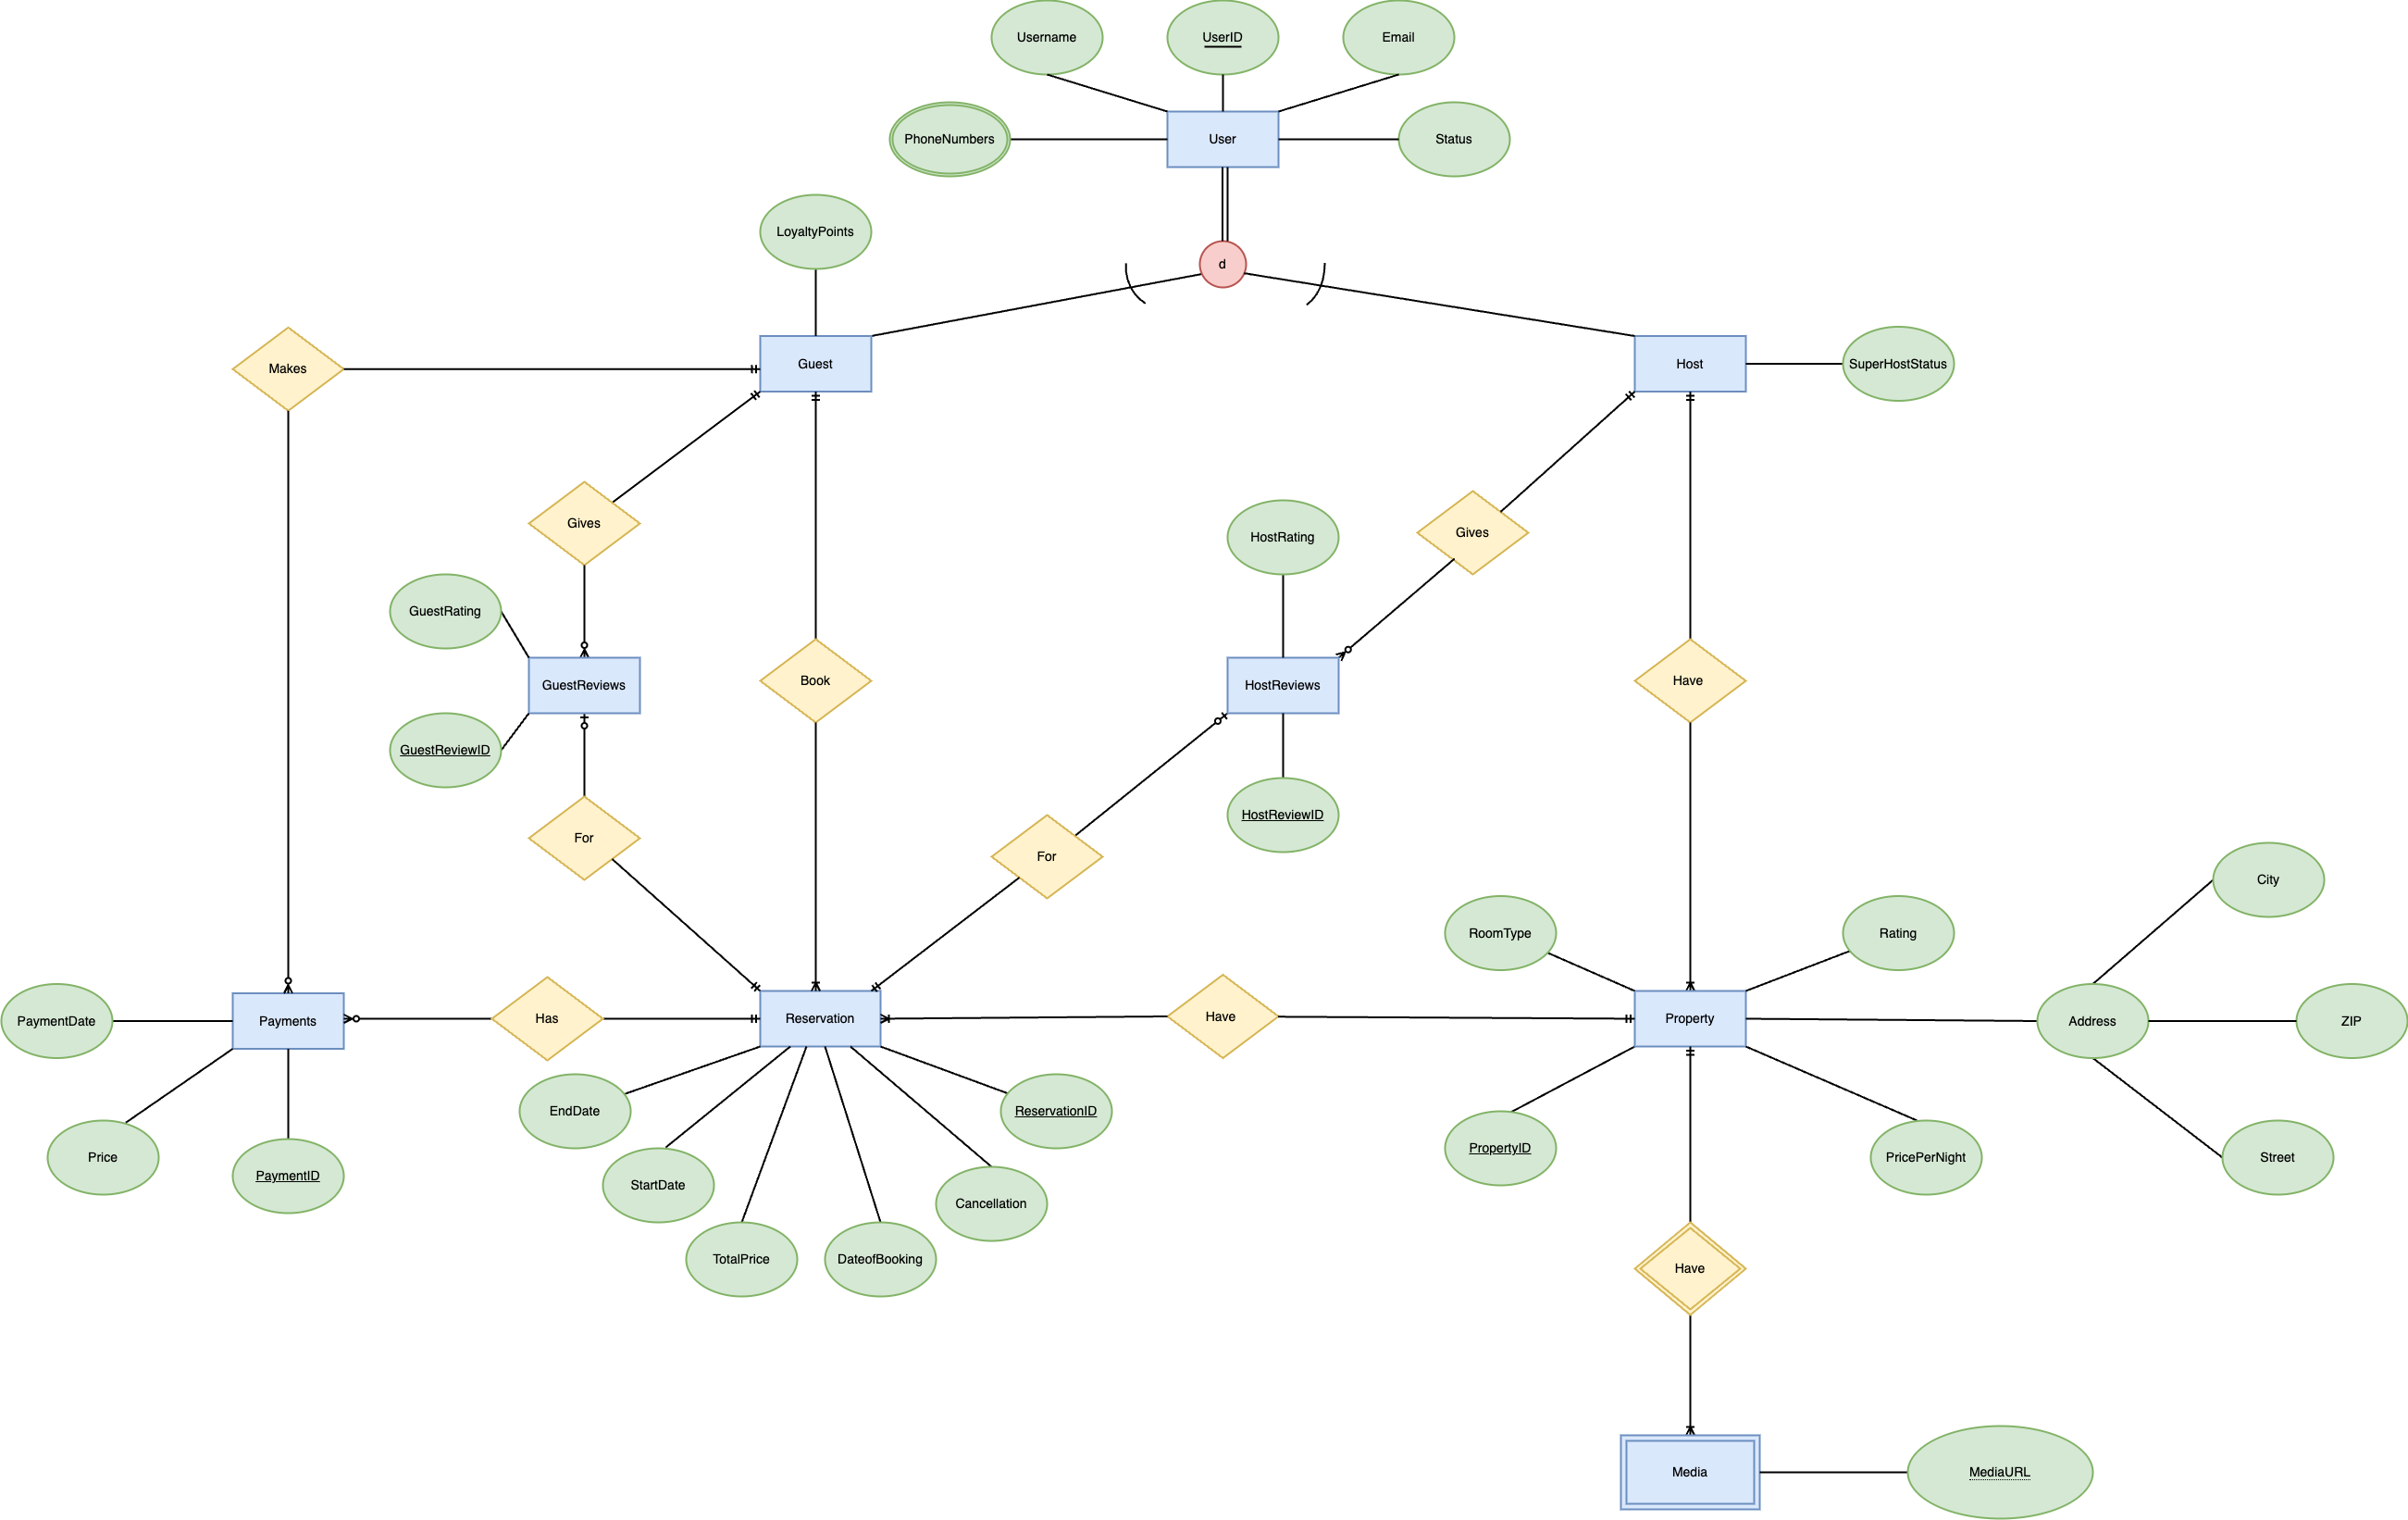 Username
UserID
Email
PhoneNumbers
User
Status
LoyaltyPoints
d
Makes
Guest
Host
SuperHostStatus
Gives
Gives
HostRating
GuestRating
GuestReviews
Book
HostReviews
Have
GuestReviewID
HostReviewID
For
For
City
RoomType
Rating
PaymentDate
Payments
Has
Reservation
Have
Property
Address
ZIP
EndDate
ReservationID
Price
PaymentID
StartDate
Cancellation
PropertyID
PricePerNight
Street
TotalPrice
DateofBooking
Have
Media
MediaURL